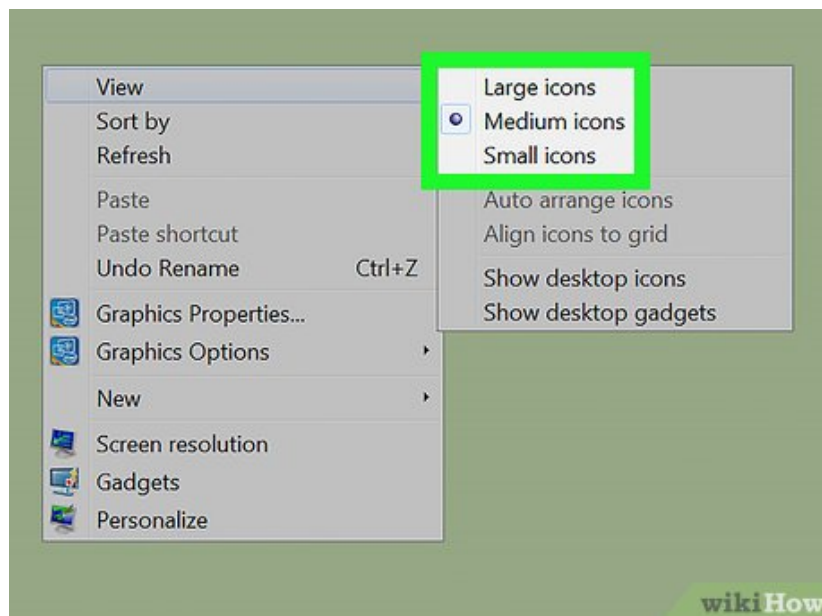 View
Sort by
Refresh
Paste
Paste shortcut
Undo Rename Ctrl+Z
Graphics Properties...
Graphics Options
New
Screen resolution
Gadgets
Personalize
Large icons
Medium icons
Small icons
Auto arrange icons
Align icons to grid
Show desktop icons
Show desktop gadgets
wikiHow